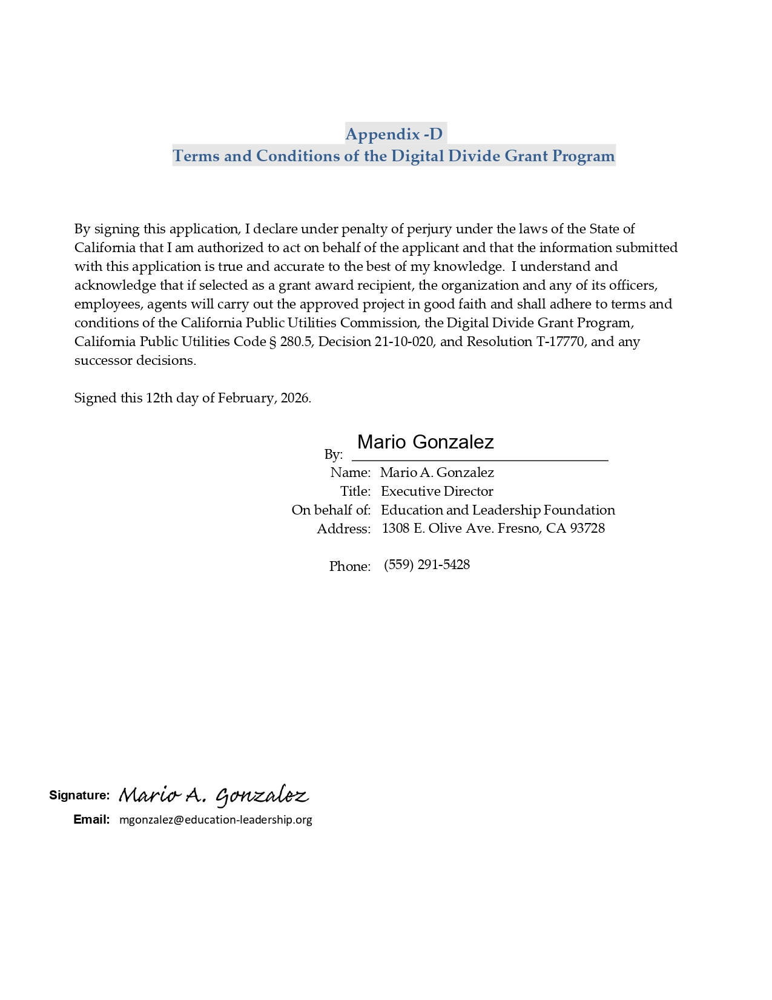 Appendix -D
Terms and Conditions of the Digital Divide Grant Program
By signing this application, I declare under penalty of perjury under the laws of the State of
California that I am authorized to act on behalf of the applicant and that the information submitted
with this application is true and accurate to the best of my knowledge.  I understand and
acknowledge that if selected as a grant award recipient, the organization and any of its officers,
employees, agents will carry out the approved project in good faith and shall adhere to terms and
conditions of the California Public Utilities Commission, the Digital Divide Grant Program,
California Public Utilities Code § 280.5, Decision 21-10-020, and Resolution T-17770, and any
successor decisions.
Signed this 12th day of February, 2026.
By: Mario Gonzalez
Name: Mario A. Gonzalez
Title: Executive Director
On behalf of: Education and Leadership Foundation
Address: 1308 E. Olive Ave. Fresno, CA 93728
Phone: (559) 291-5428
Signature: Mario A. Gonzalez
Email: mgonzalez@education-leadership.org